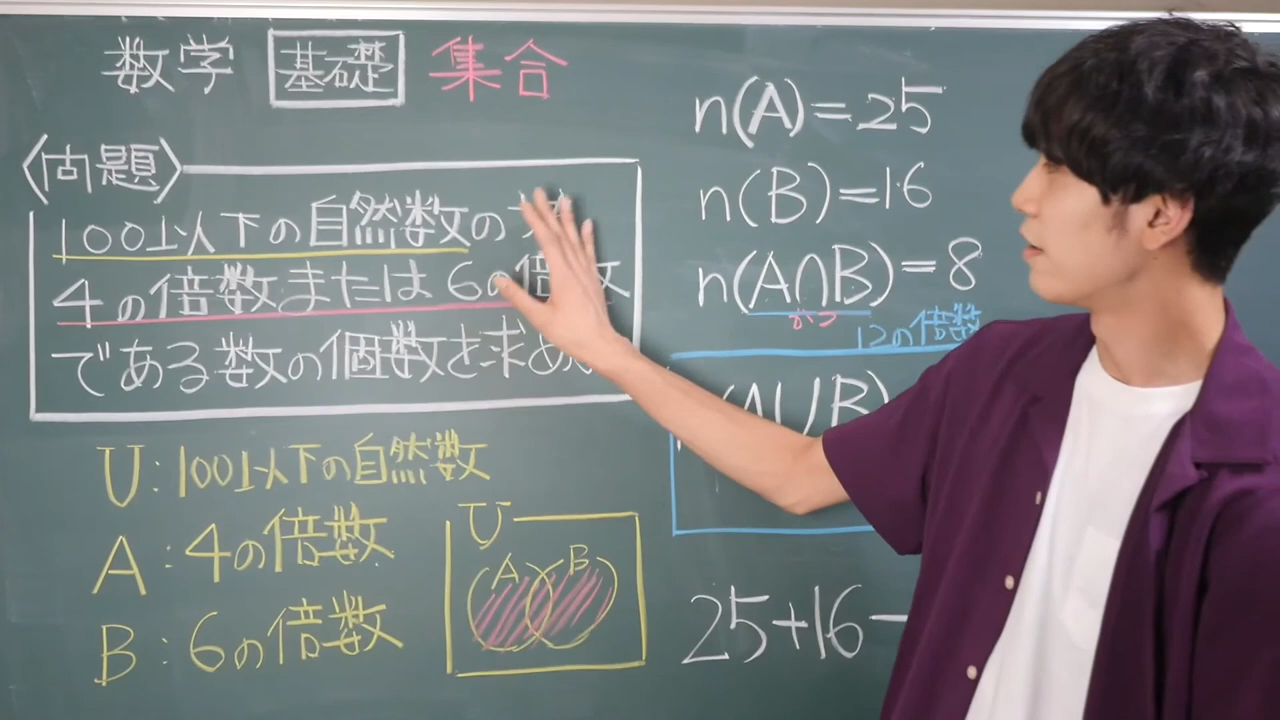 数学 基礎 集合
〈問題〉
100以下の自然数の
4の倍数または6の倍数
である数の個数を求め
U:100以下の自然数
A:4の倍数
B:6の倍数
U
A B
n(A)=25
n(B)=16
n(A∩B)=8
かつ
12の倍数
(A∪B)
25+16-